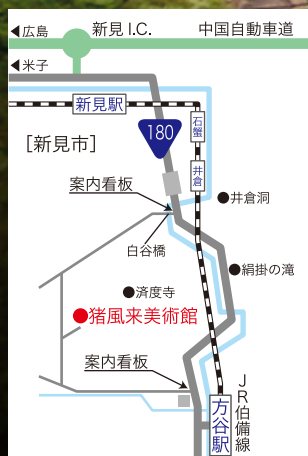 ◀広島
新見 I.C.
中国自動車道
◀米子
新見駅
石蟹
[新見市]
180
井倉
案内看板
●井倉洞
白谷橋
●絹掛の滝
●済度寺
●猪風来美術館
案内看板
JR伯備線
方谷駅